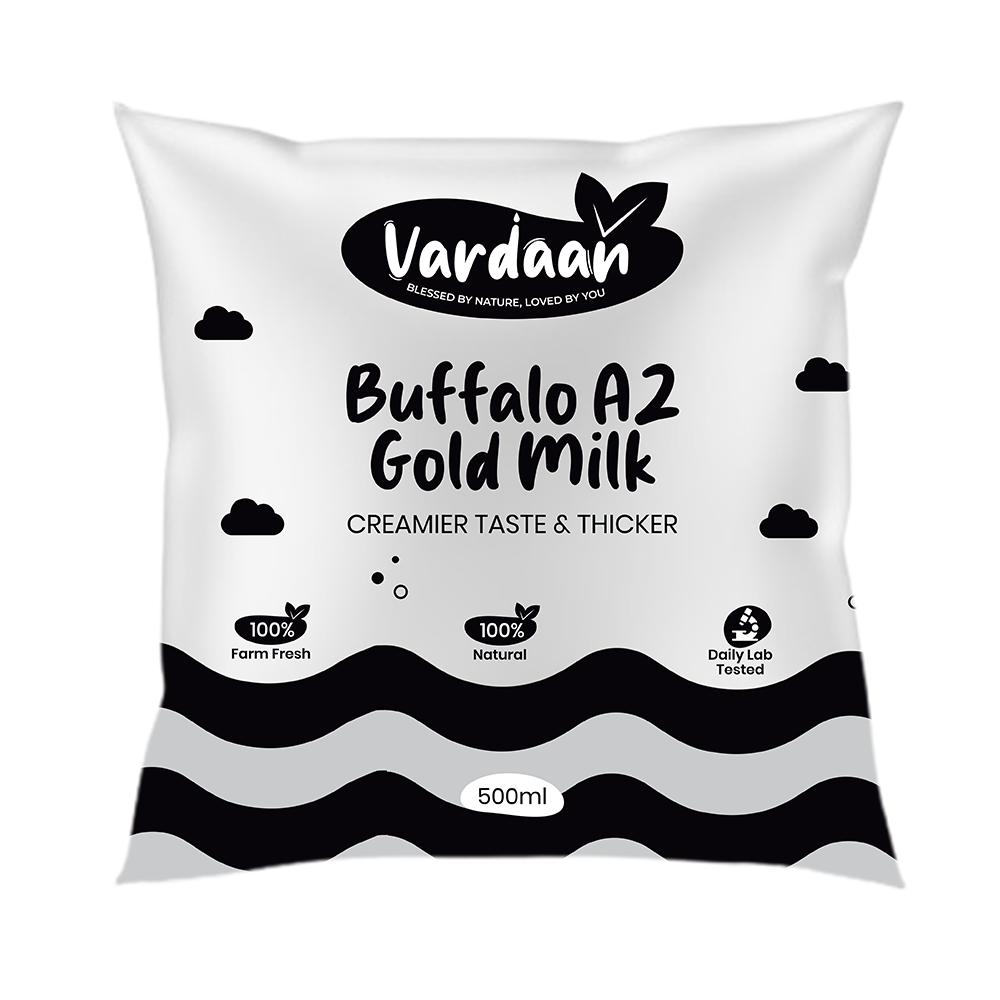 Vardaan
BLESSED BY NATURE, LOVED BY YOU
Buffalo A2
Gold Milk
CREAMIER TASTE & THICKER
100%
Farm Fresh
100%
Natural
Daily Lab
Tested
500ml